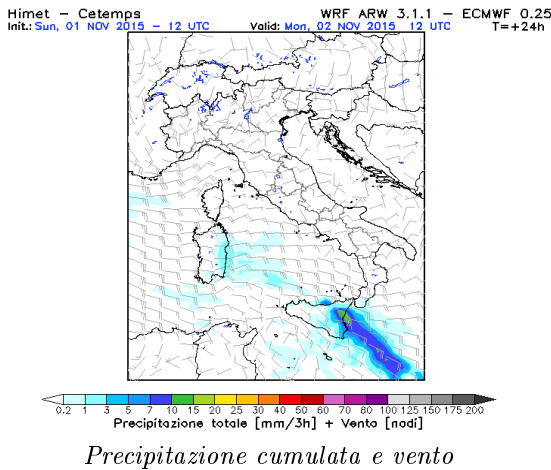 Himet – Cetemps WRF ARW 3.1.1 – ECMWF 0.25
Init.: Sun, 01 NOV 2015 – 12 UTC Valid: Mon, 02 NOV 2015 12 UTC T=+24h
0.2 1 3 5 7 10 15 20 25 30 40 50 60 70 80 100 125 150 175 200
Precipitazione totale [mm/3h] + Vento [nodi]
Precipitazione cumulata e vento